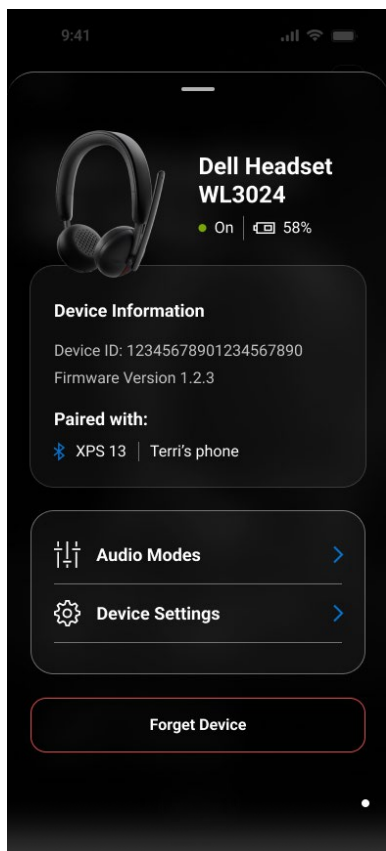 9:41
Dell Headset
WL3024
On
58%
Device Information
Device ID: 12345678901234567890
Firmware Version 1.2.3
Paired with:
XPS 13 | Terri's phone
Audio Modes
Device Settings
Forget Device